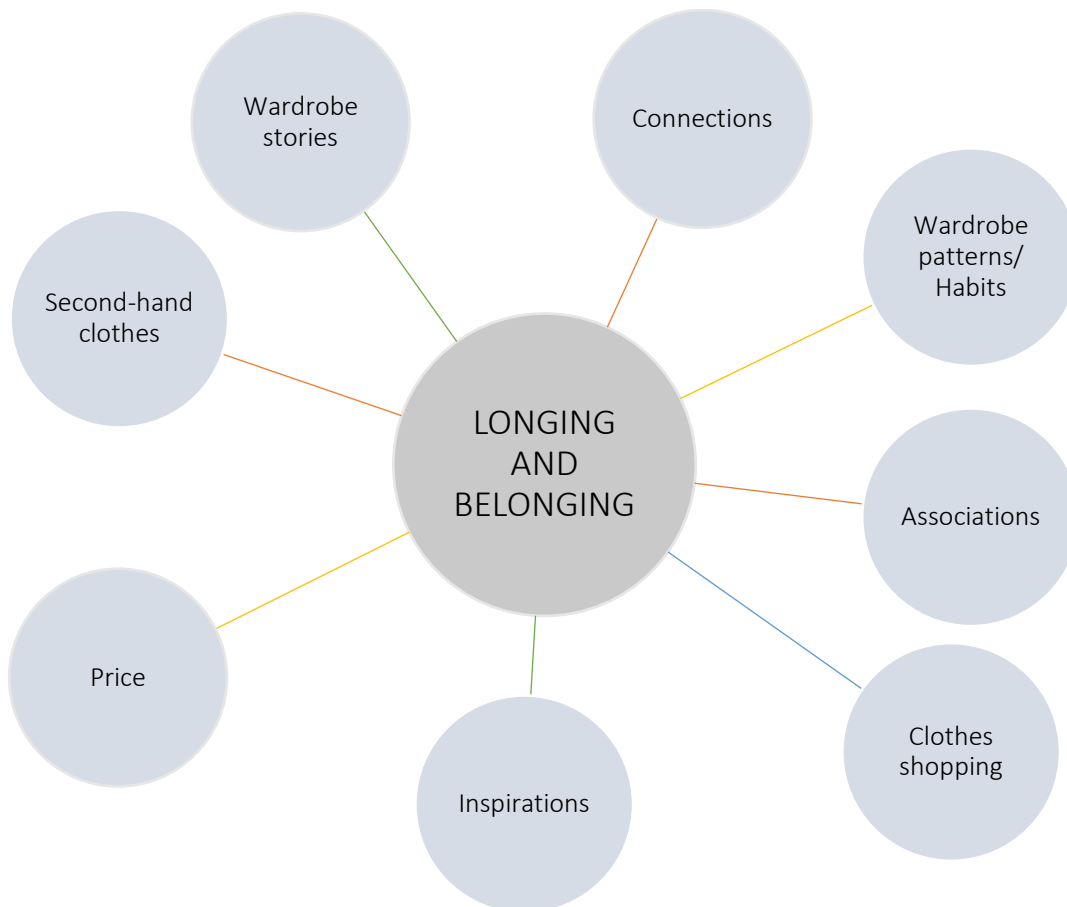 Wardrobe
stories
Connections
Wardrobe
patterns/
Habits
Second-hand
clothes
LONGING
AND
BELONGING
Associations
Price
Clothes
shopping
Inspirations